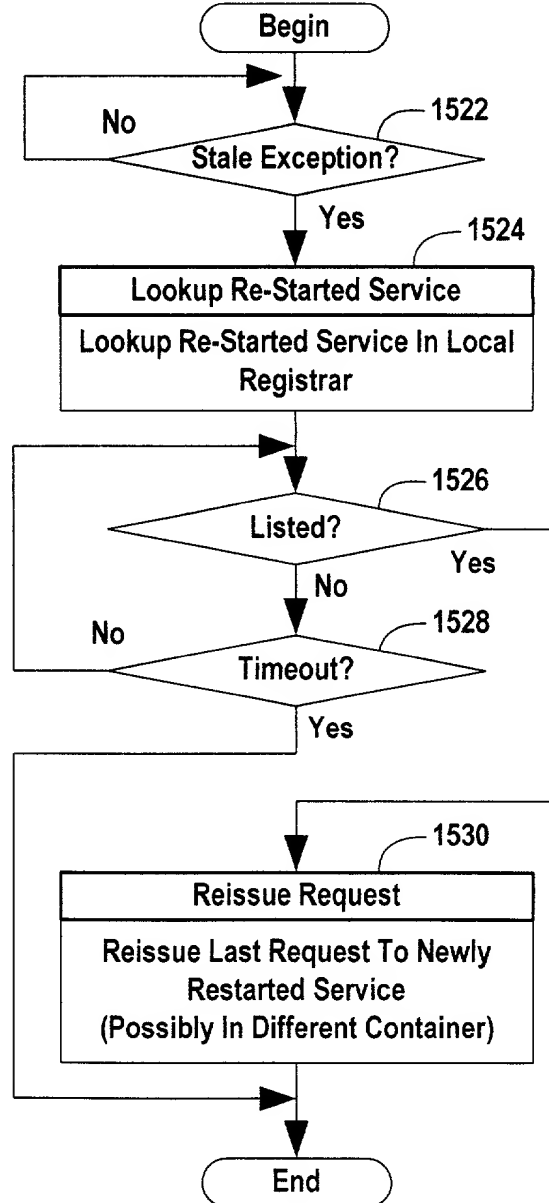 Begin
No
1522
Stale Exception?
Yes
1524
Lookup Re-Started Service
Lookup Re-Started Service In Local
Registrar
1526
Listed?
Yes
No
No
1528
Timeout?
Yes
1530
Reissue Request
Reissue Last Request To Newly
Restarted Service
(Possibly In Different Container)
End